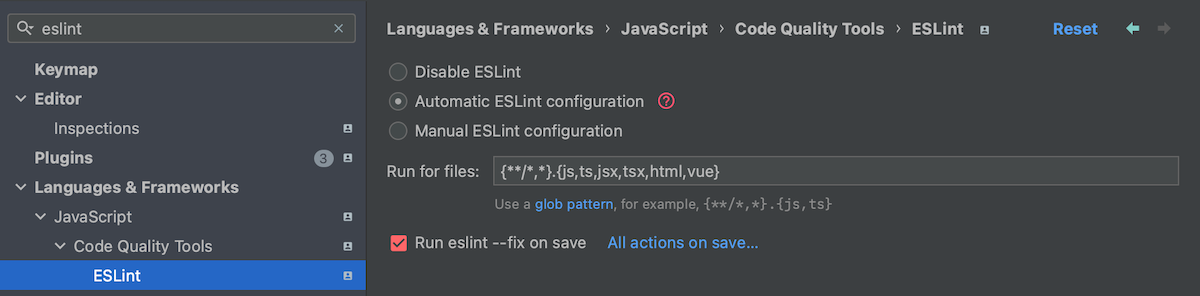 eslint
Keymap
Editor
Inspections
Plugins 3
Languages & Frameworks
JavaScript
Code Quality Tools
ESLint
Languages & Frameworks › JavaScript › Code Quality Tools › ESLint Reset
Disable ESLint
Automatic ESLint configuration ?
Manual ESLint configuration
Run for files: {**/*,*}.{js,ts,jsx,tsx,html,vue}
Use a glob pattern, for example, {**/*,*}.{js,ts}
Run eslint --fix on save All actions on save...